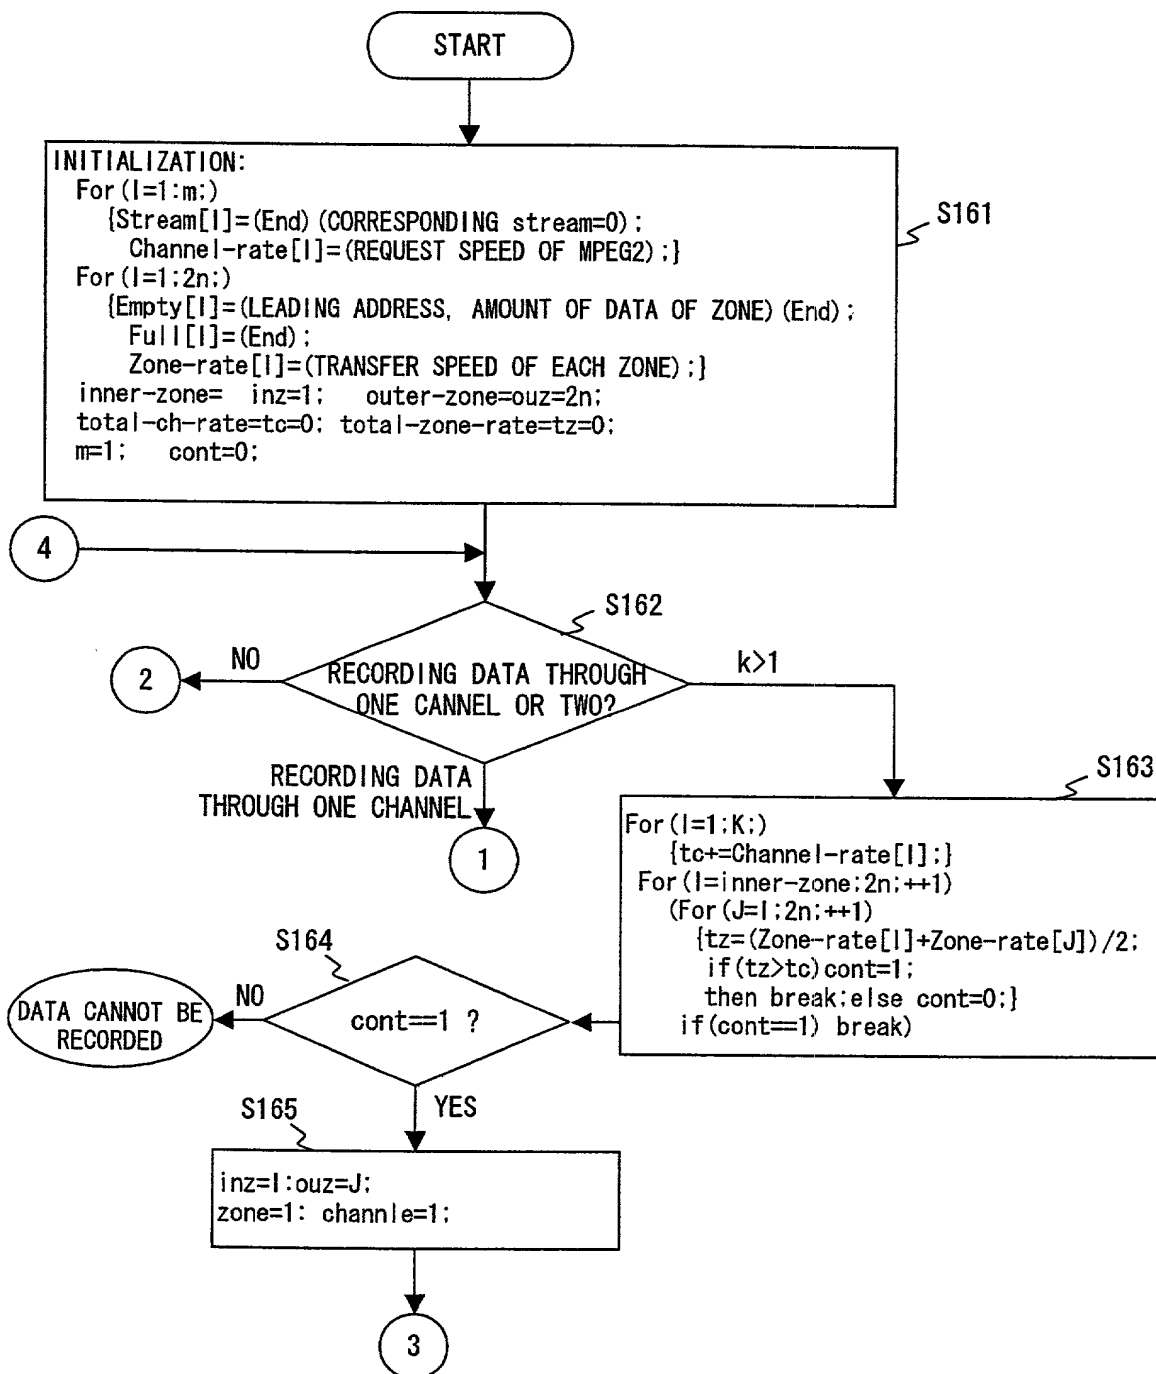 START
INITIALIZATION:
For(I=1:m;)
{Stream[I]=(End)(CORRESPONDING stream=0);
Channel-rate[I]=(REQUEST SPEED OF MPEG2);}
For(I=1;2n;)
{Empty[I]=(LEADING ADDRESS, AMOUNT OF DATA OF ZONE)(End);
Full[I]=(End);
Zone-rate[I]=(TRANSFER SPEED OF EACH ZONE);}
inner-zone= inz=1; outer-zone=ouz=2n;
total-ch-rate=tc=0; total-zone-rate=tz=0;
m=1; cont=0;
S161
4
S162
NO
2
RECORDING DATA THROUGH
ONE CANNEL OR TWO?
k>1
RECORDING DATA
THROUGH ONE CHANNEL
1
S163
For(I=1;K;)
{tc+=Channel-rate[I];}
For(I=inner-zone;2n;++1)
(For(J=I;2n;++1)
{tz=(Zone-rate[I]+Zone-rate[J])/2;
if(tz>tc)cont=1;
then break;else cont=0;}
if(cont==1) break)
S164
cont==1 ?
NO
DATA CANNOT BE
RECORDED
YES
S165
inz=I:ouz=J;
zone=1: channle=1;
3